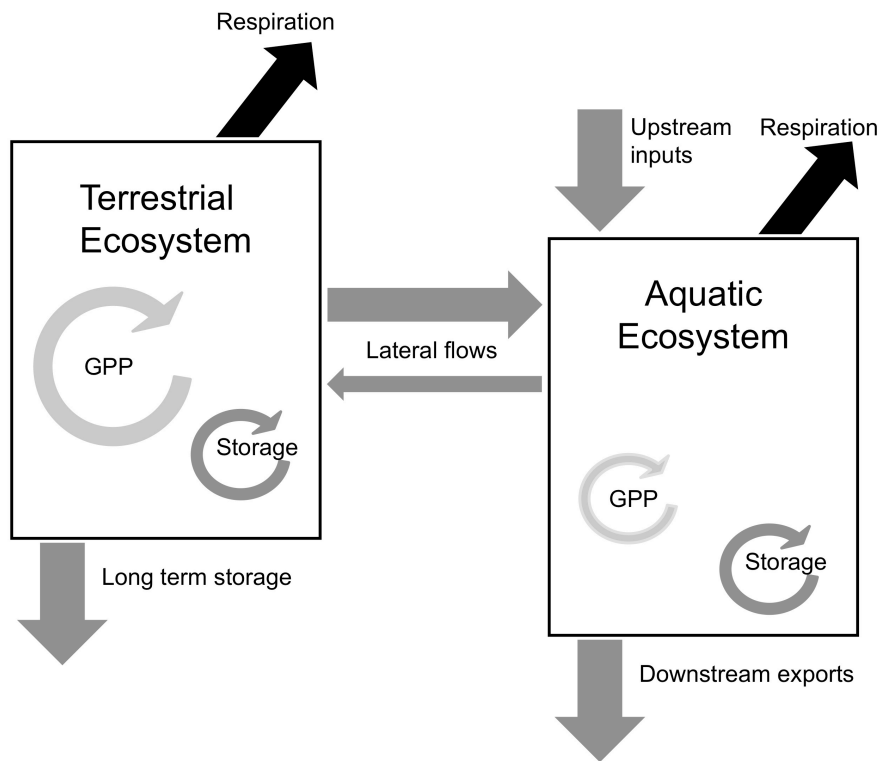 Respiration
Upstream
inputs
Respiration
Terrestrial
Ecosystem
GPP
Storage
Lateral flows
Aquatic
Ecosystem
GPP
Storage
Long term storage
Downstream exports